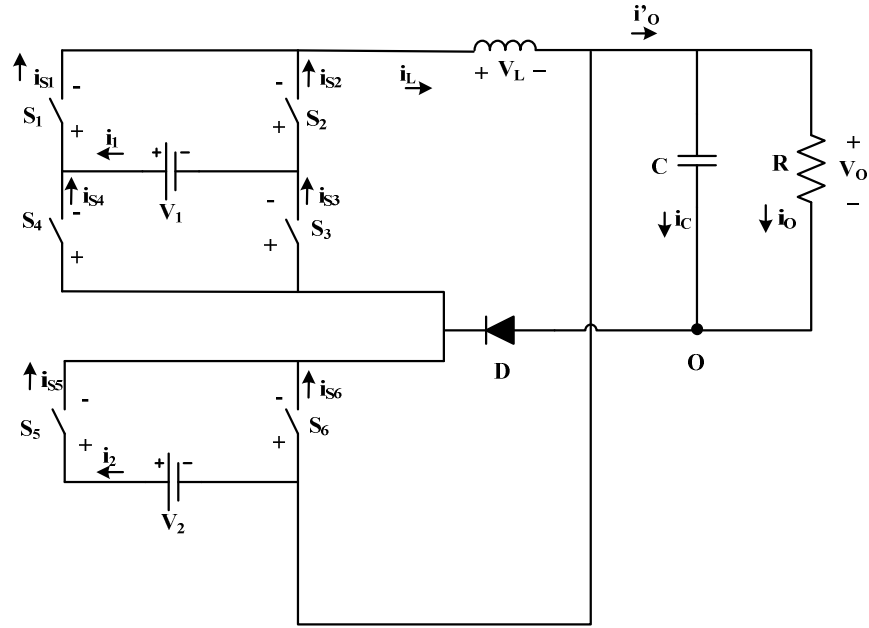 i'O
iS1
-
-
iS2
iL
+ VL −
S1
+
+
S2
i1
+
-
V1
C
R
+
VO
−
iS4
-
-
iS3
S4
+
+
S3
iC
iO
D
O
iS5
-
-
iS6
S5
+
+
S6
i2
+
-
V2